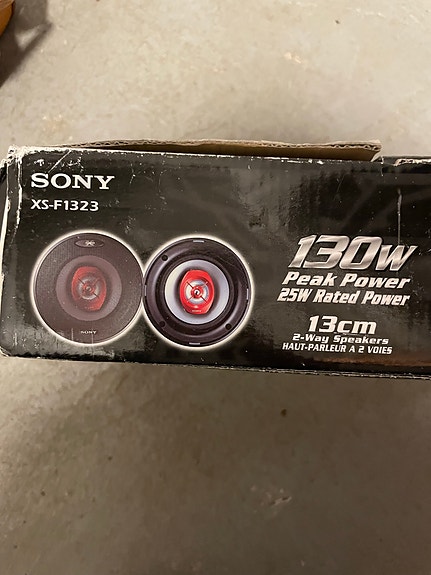 SONY
XS-F1323
SONY
130W
Peak Power
25W Rated Power
13cm
2-Way Speakers
HAUT-PARLEUR A 2 VOIES